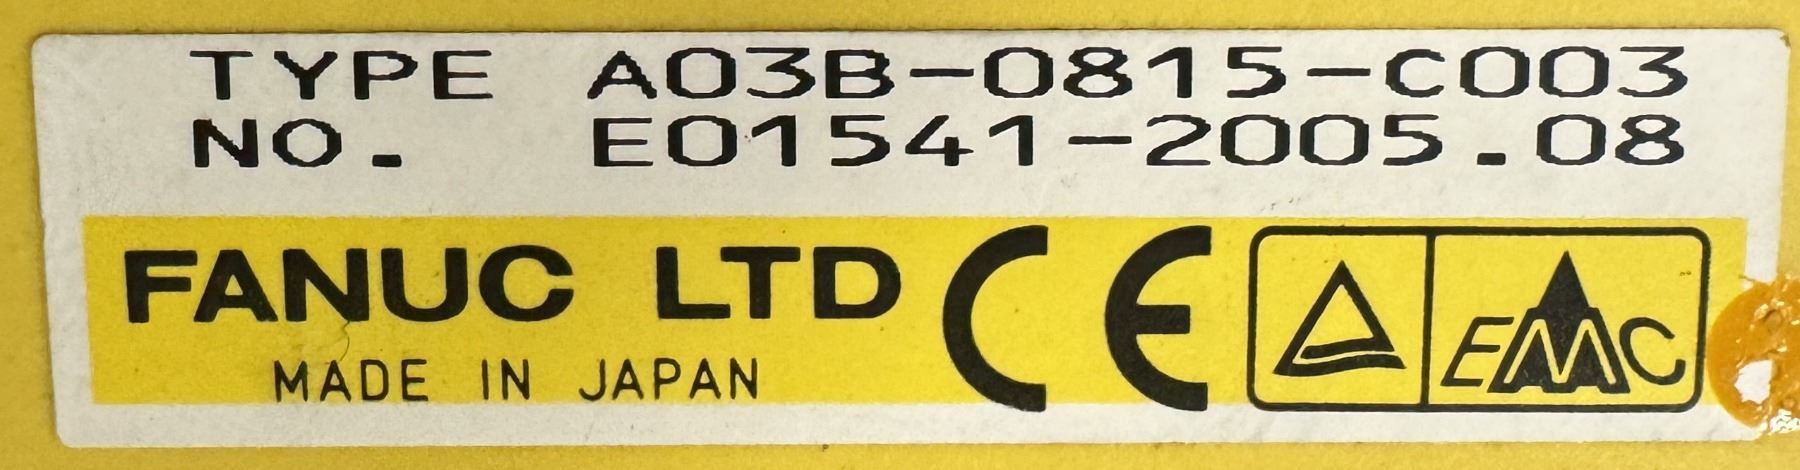 TYPE A03B-0815-C003
NO. E01541-2005.08
FANUC LTD CE EMC
MADE IN JAPAN